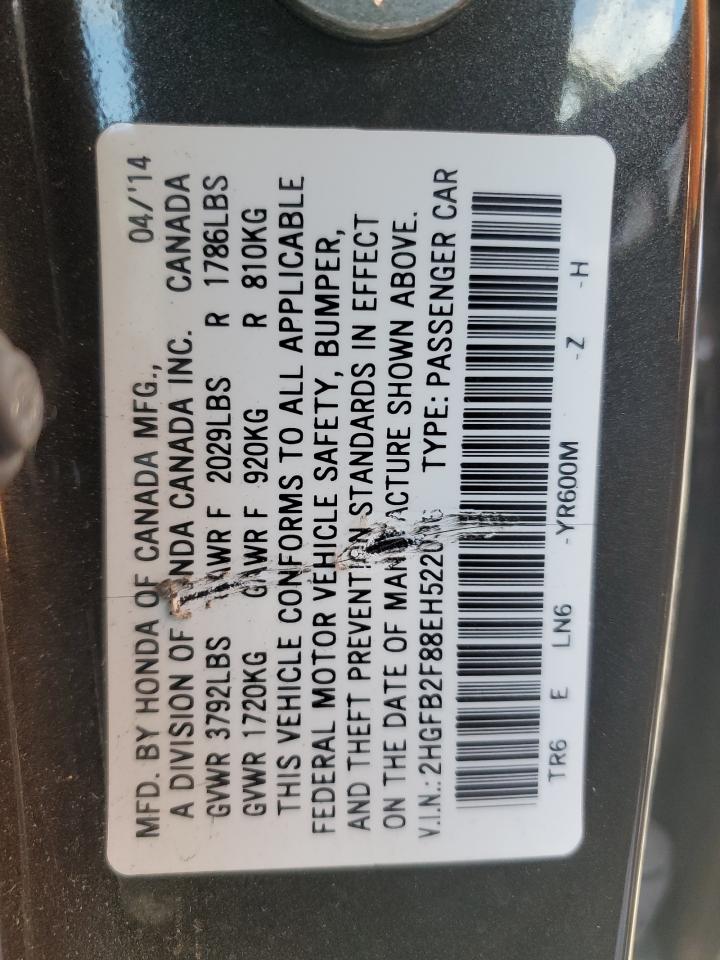 MFD. BY HONDA OF CANADA MFG., 04/'14
A DIVISION OF HONDA CANADA INC. CANADA
GVWR 3792LBS GAWR F 2029LBS R 1786LBS
GVWR 1720KG GAWR F 920KG R 810KG
THIS VEHICLE CONFORMS TO ALL APPLICABLE
FEDERAL MOTOR VEHICLE SAFETY, BUMPER,
AND THEFT PREVENTION STANDARDS IN EFFECT
ON THE DATE OF MANUFACTURE SHOWN ABOVE.
V.I.N.: 2HGFB2F88EH522 TYPE: PASSENGER CAR
TR6 E LN6 -YR600M -Z -H